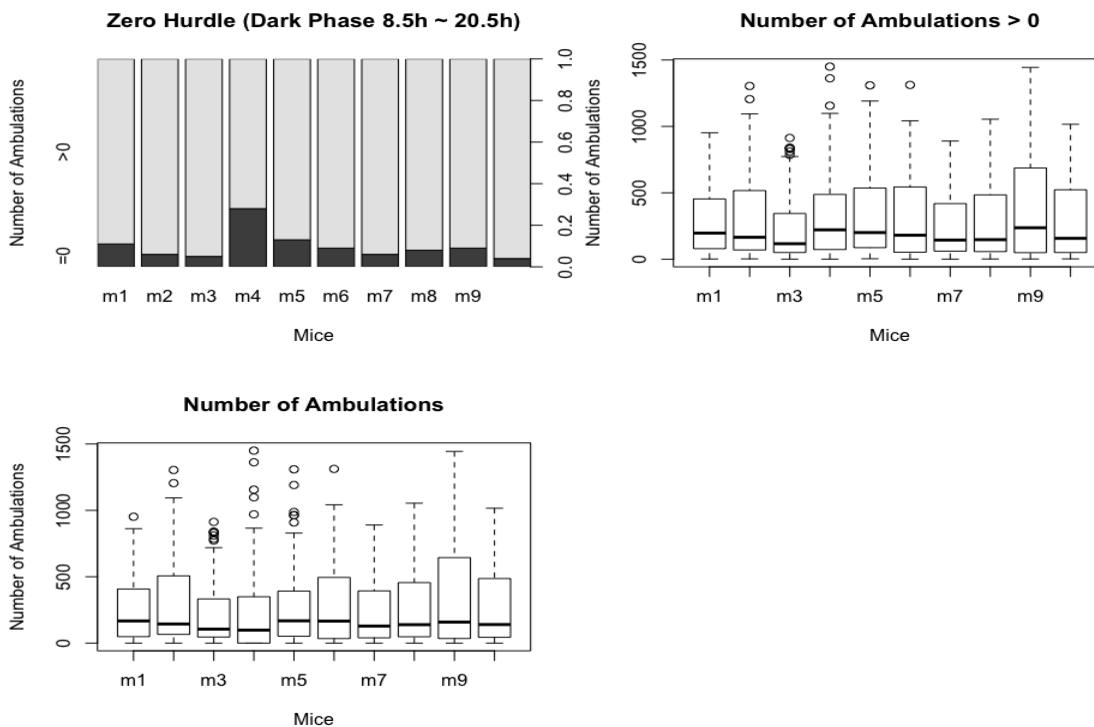 Zero Hurdle (Dark Phase 8.5h ~ 20.5h)
Number of Ambulations
>0
=0
1.0
0.8
0.6
0.4
0.2
0.0
m1 m2 m3 m4 m5 m6 m7 m8 m9
Mice
Number of Ambulations > 0
Number of Ambulations
1500
1000
500
0
m1 m3 m5 m7 m9
Mice
Number of Ambulations
Number of Ambulations
1500
1000
500
0
m1 m3 m5 m7 m9
Mice